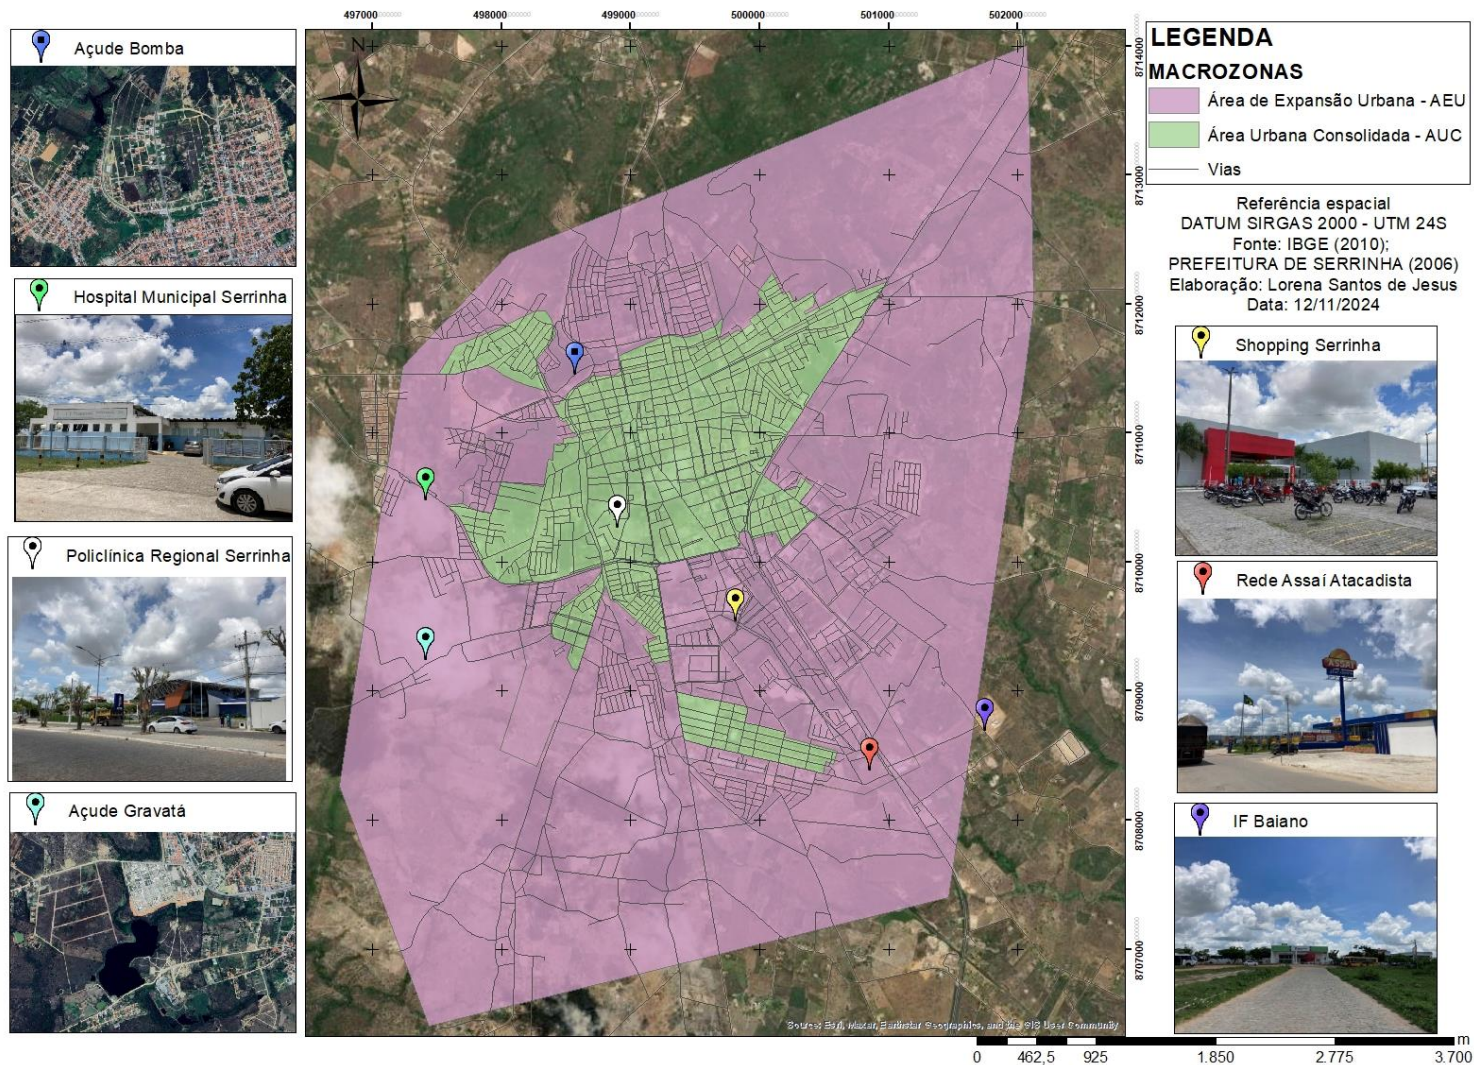 497000 498000 499000 500000 501000 502000
Açude Bomba
Hospital Municipal Serrinha
Policlínica Regional Serrinha
Açude Gravatá
N
8714000
8713000
8712000
8711000
8710000
8709000
8708000
8707000
Source: Esri, Maxar, Earthstar Geographics, and the GIS User Community
LEGENDA
MACROZONAS
Área de Expansão Urbana - AEU
Área Urbana Consolidada - AUC
Vias
Referência espacial
DATUM SIRGAS 2000 - UTM 24S
Fonte: IBGE (2010);
PREFEITURA DE SERRINHA (2006)
Elaboração: Lorena Santos de Jesus
Data: 12/11/2024
Shopping Serrinha
Rede Assaí Atacadista
ASSAÍ
IF Baiano
m
0 462,5 925 1.850 2.775 3.700